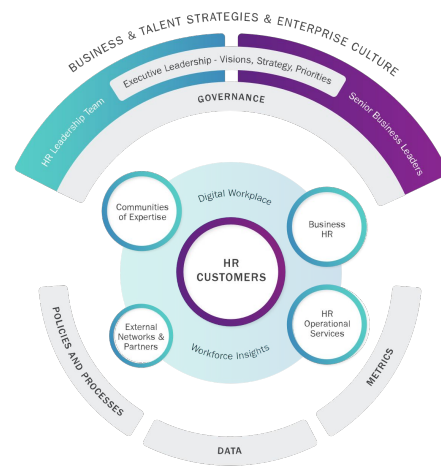 BUSINESS & TALENT STRATEGIES & ENTERPRISE CULTURE
Executive Leadership - Visions, Strategy, Priorities
HR Leadership Team
Senior Business Leaders
GOVERNANCE
Digital Workplace
Communities
of Expertise
Business
HR
HR
CUSTOMERS
External
Networks &
Partners
HR
Operational
Services
Workforce Insights
POLICIES AND PROCESSES
DATA
METRICS